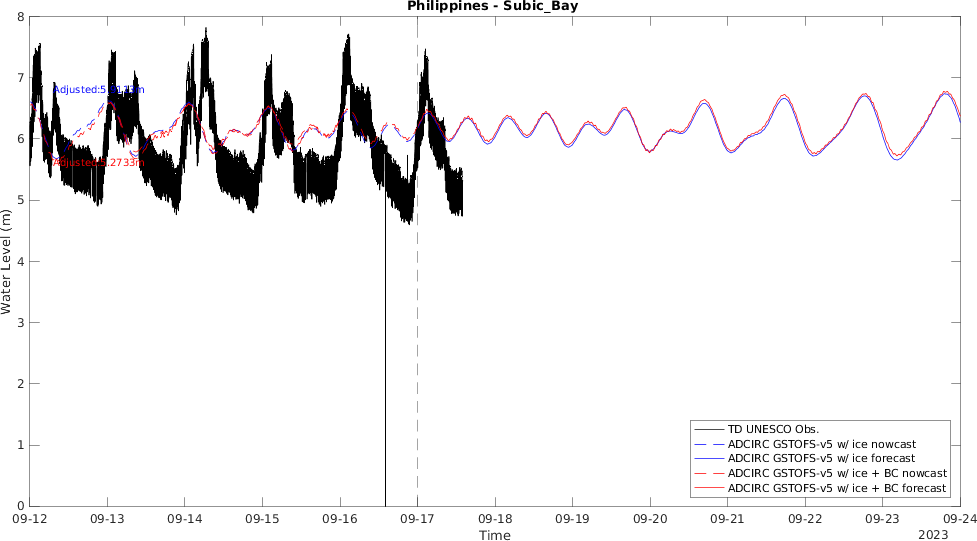 Philippines - Subic_Bay
Water Level (m)
8
7
6
5
4
3
2
1
0
Adjusted:
Adjusted:
TD UNESCO Obs.
ADCIRC GSTOFS-v5 w/ ice nowcast
ADCIRC GSTOFS-v5 w/ ice forecast
ADCIRC GSTOFS-v5 w/ ice + BC nowcast
ADCIRC GSTOFS-v5 w/ ice + BC forecast
09-12 09-13 09-14 09-15 09-16 09-17 09-18 09-19 09-20 09-21 09-22 09-23 09-24
Time
2023